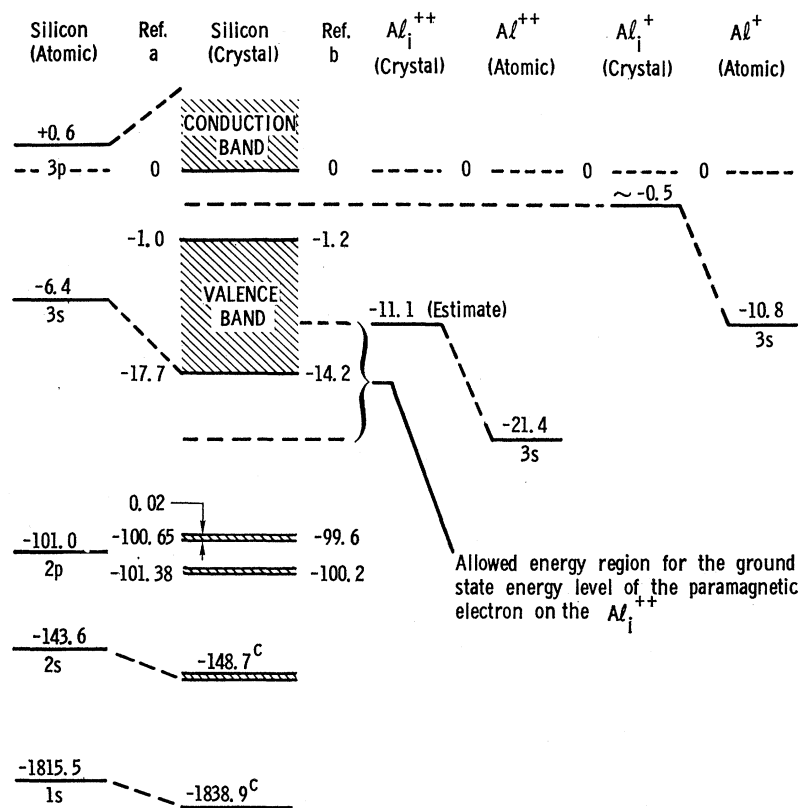 Silicon (Atomic)
Ref. a
Silicon (Crystal)
Ref. b
Aℓᵢ⁺⁺ (Crystal)
Aℓ⁺⁺ (Atomic)
Aℓᵢ⁺ (Crystal)
Aℓ⁺ (Atomic)
CONDUCTION
BAND
+0.6
3p
0
0
0
0
0
~ -0.5
-1.0
-1.2
-6.4
3s
VALENCE
BAND
-11.1 (Estimate)
-10.8
3s
-17.7
-14.2
-21.4
3s
0.02
-101.0
2p
-100.65
-99.6
-101.38
-100.2
Allowed energy region for the ground
state energy level of the paramagnetic
electron on the Aℓᵢ⁺⁺
-143.6
2s
-148.7ᶜ
-1815.5
1s
-1838.9ᶜ